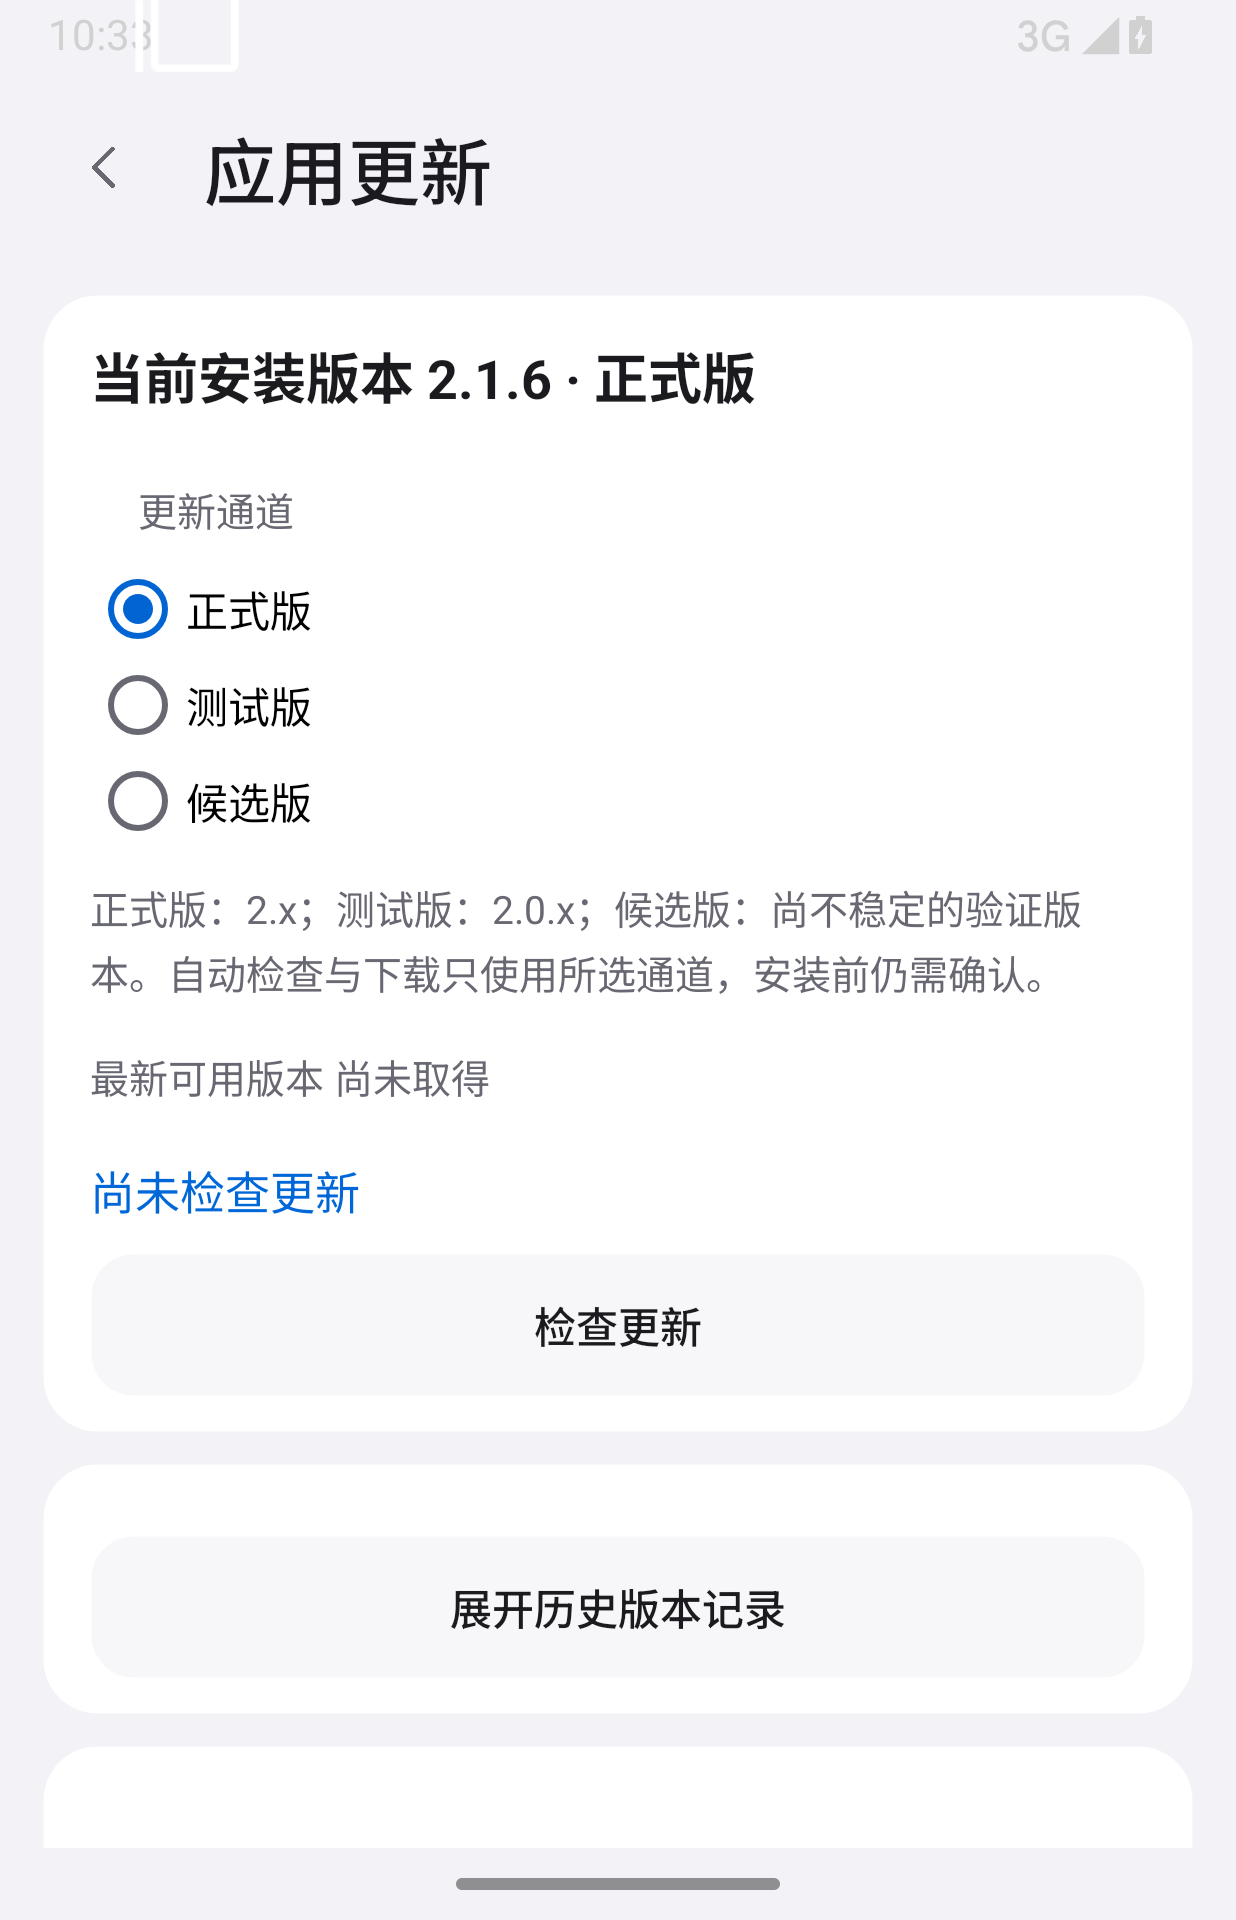 10:33
3G
应用更新
当前安装版本 2.1.6 · 正式版
更新通道
正式版
测试版
候选版
正式版：2.x；测试版：2.0.x；候选版：尚不稳定的验证版
本。自动检查与下载只使用所选通道，安装前仍需确认。
最新可用版本 尚未取得
尚未检查更新
检查更新
展开历史版本记录